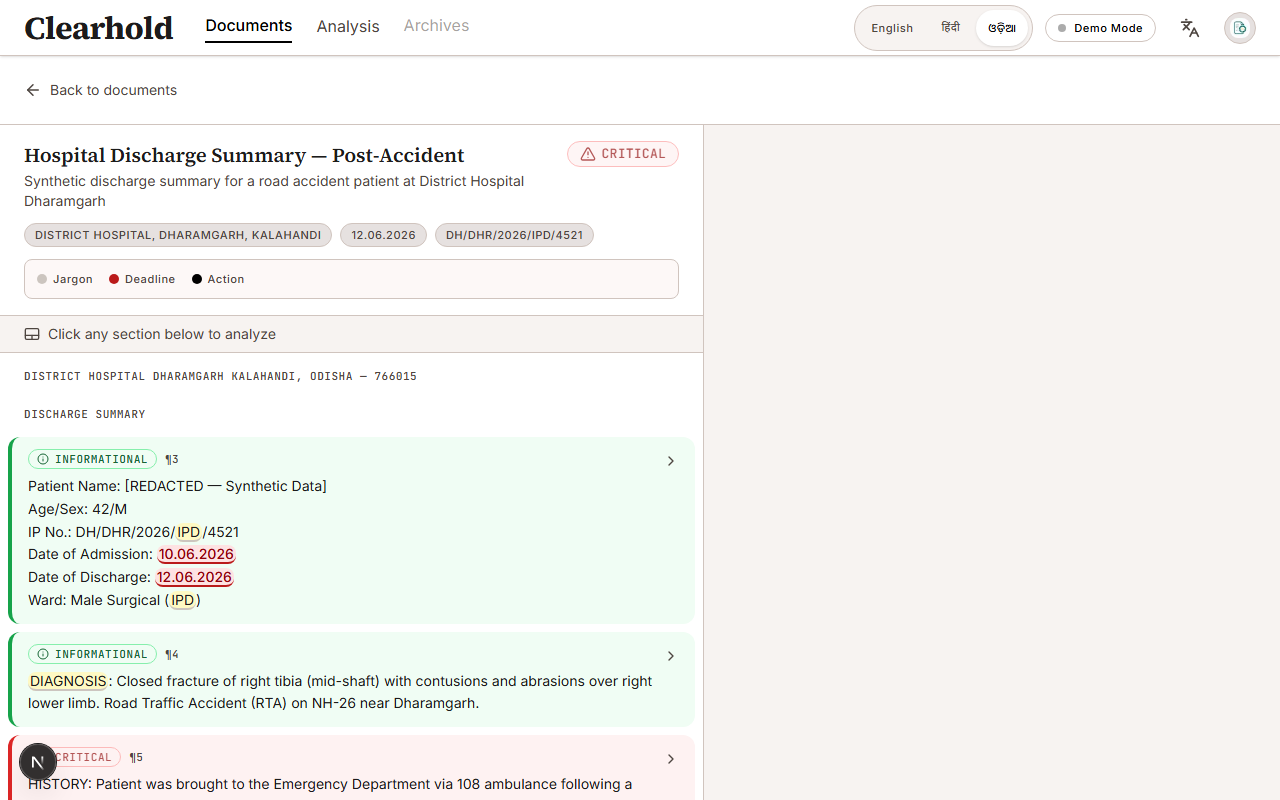 Clearhold
Documents
Analysis
Archives
English
हिंदी
ଓଡ଼ିଆ
Demo Mode
Back to documents
Hospital Discharge Summary — Post-Accident
CRITICAL
Synthetic discharge summary for a road accident patient at District Hospital
Dharamgarh
DISTRICT HOSPITAL, DHARAMGARH, KALAHANDI
12.06.2026
DH/DHR/2026/IPD/4521
Jargon
Deadline
Action
Click any section below to analyze
DISTRICT HOSPITAL DHARAMGARH KALAHANDI, ODISHA — 766015
DISCHARGE SUMMARY
INFORMATIONAL ¶3
Patient Name: [REDACTED — Synthetic Data]
Age/Sex: 42/M
IP No.: DH/DHR/2026/IPD/4521
Date of Admission: 10.06.2026
Date of Discharge: 12.06.2026
Ward: Male Surgical (IPD)
INFORMATIONAL ¶4
DIAGNOSIS: Closed fracture of right tibia (mid-shaft) with contusions and abrasions over right
lower limb. Road Traffic Accident (RTA) on NH-26 near Dharamgarh.
CRITICAL ¶5
HISTORY: Patient was brought to the Emergency Department via 108 ambulance following a